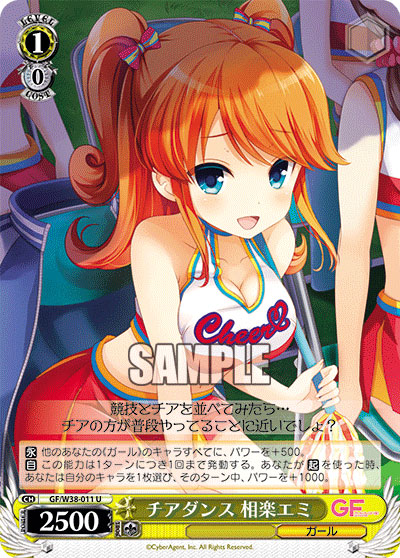 LEVEL
1
0
COST
Cheer
SAMPLE
競技とチアを並べてみたら…
チアの方が普段やってることに近いでしょ？
永 他のあなたの《ガール》のキャラすべてに、パワーを＋500。
自 この能力は1ターンにつき1回まで発動する。あなたが 起 を使った時、
あなたは自分のキャラを1枚選び、そのターン中、パワーを＋1000。
CH GF/W38-011 U
2500
チアダンス 相楽エミ
GF
ガール
©CyberAgent, Inc. All Rights Reserved.